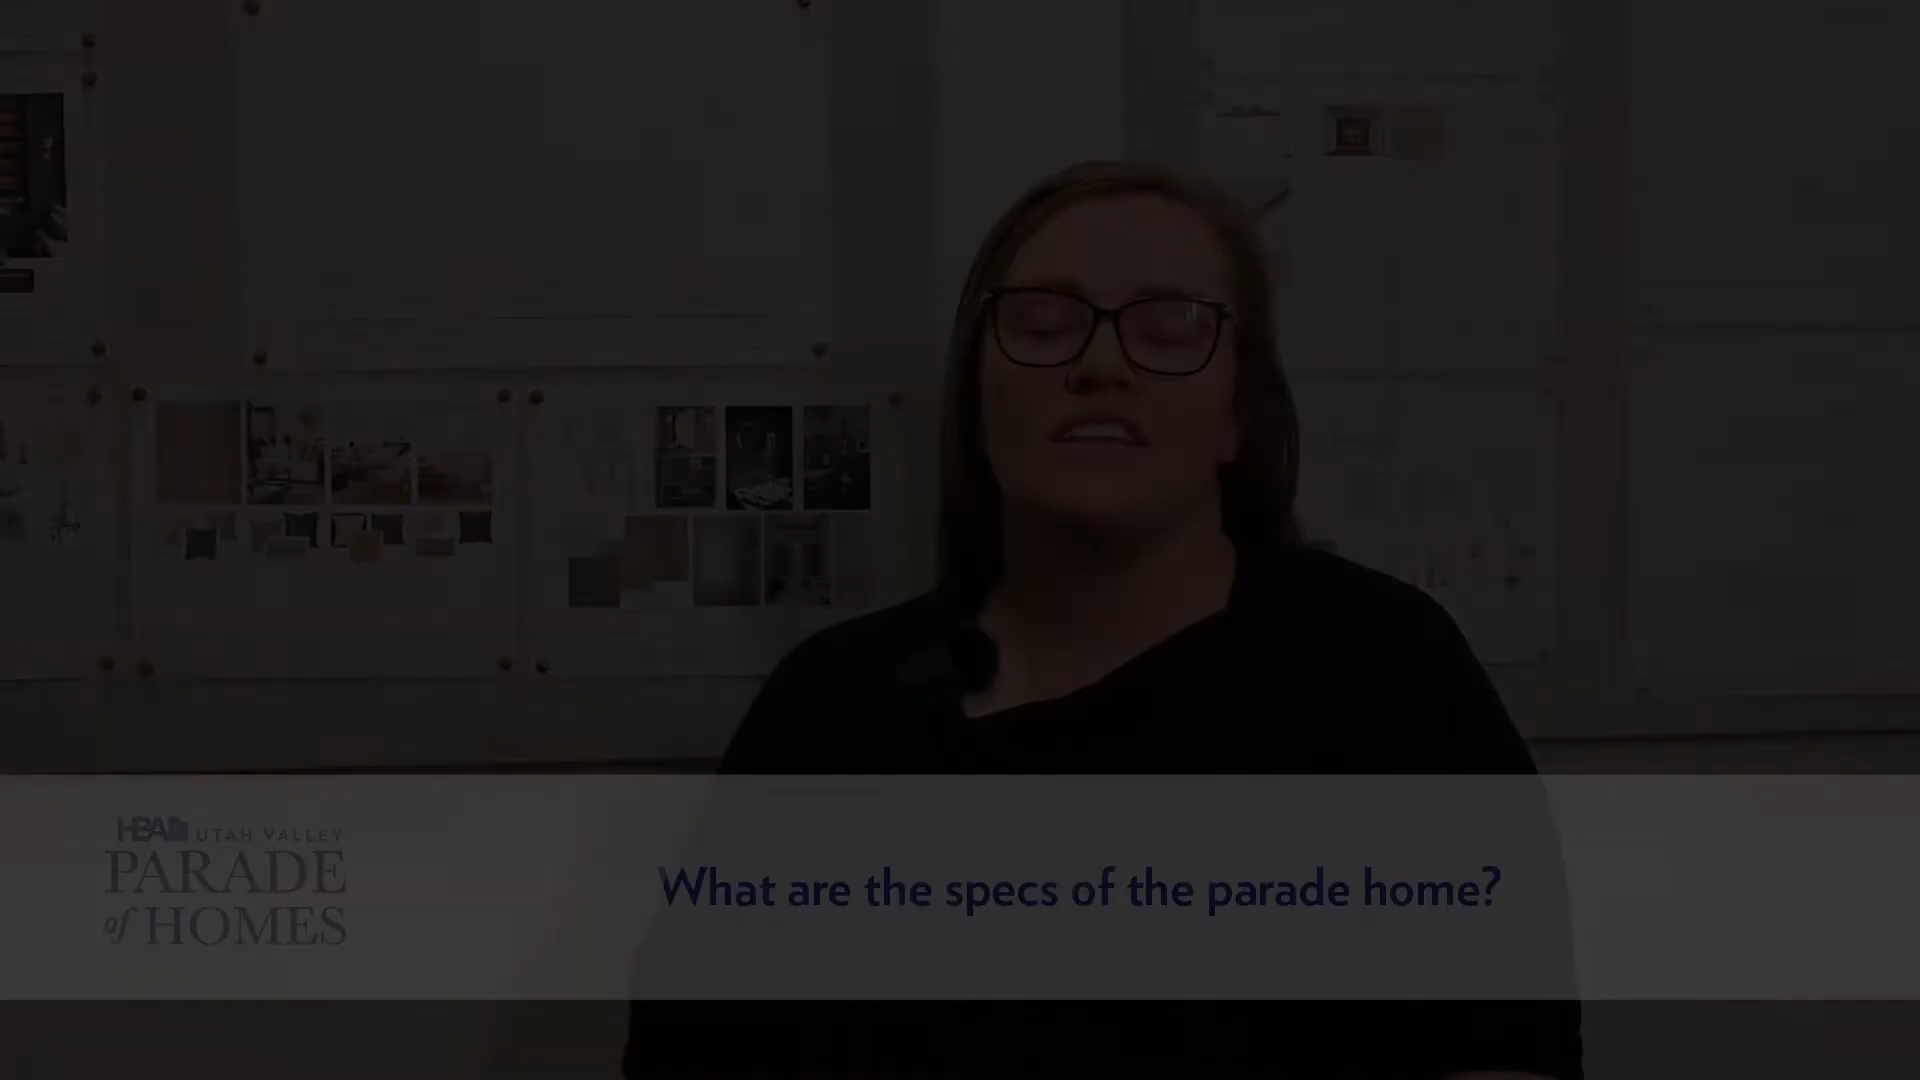 HBA UTAH VALLEY
PARADE
of HOMES
What are the specs of the parade home?